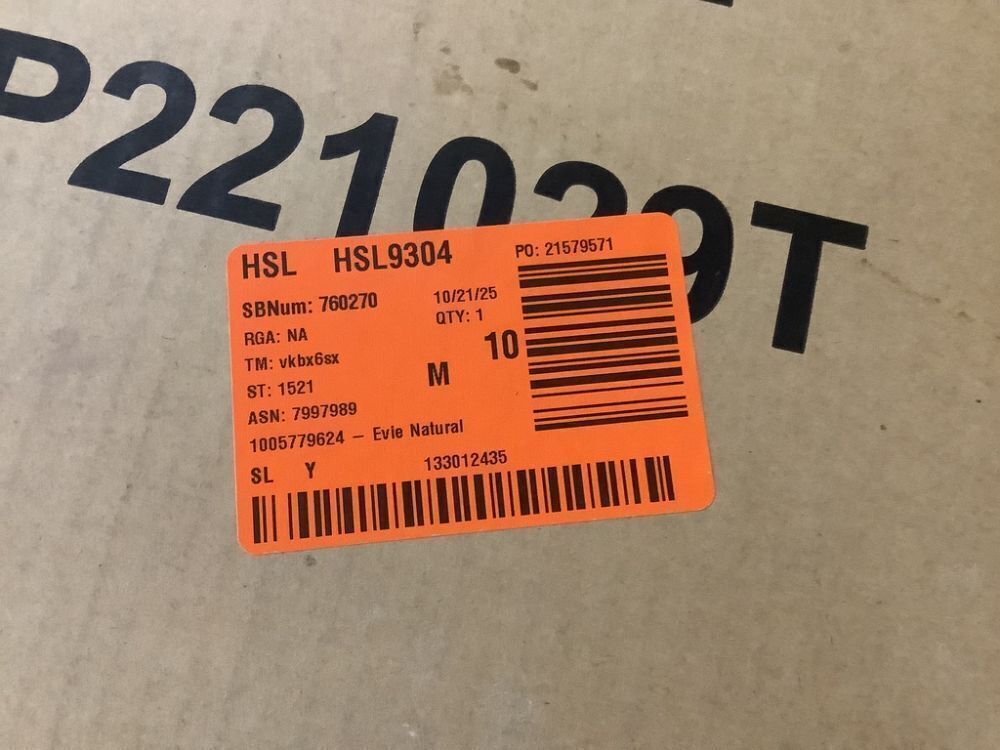 P221039T
HSL HSL9304
PO: 21579571
SBNum: 760270
10/21/25
QTY: 1
RGA: NA
TM: vkbx6sx
10
M
ST: 1521
ASN: 7997989
1005779624 – Evie Natural
SL Y 133012435